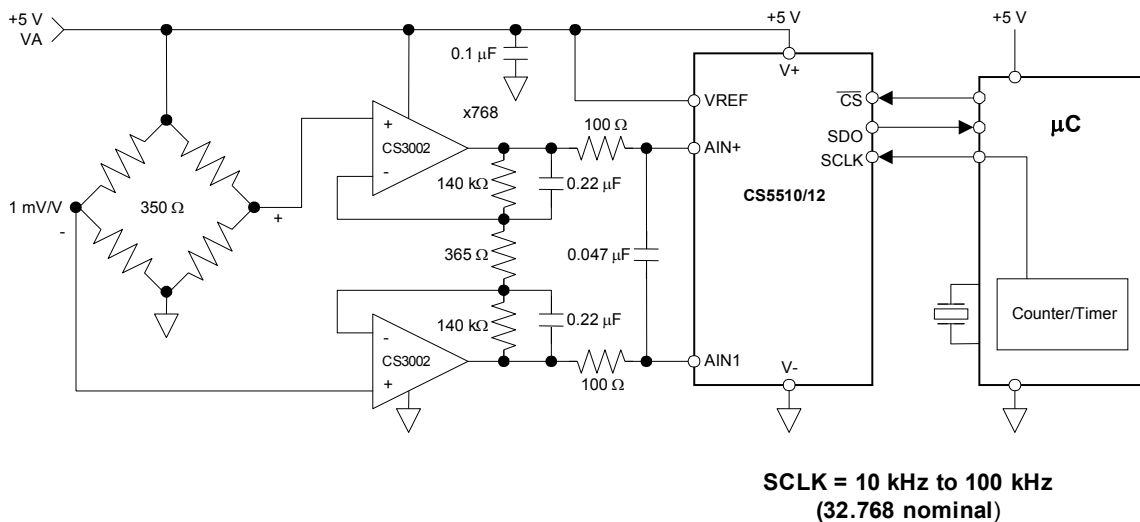 +5 V
VA
+5 V
+5 V
0.1 µF
V+
x768
VREF
CS
SDO
SCLK
µC
+
CS3002
-
100 Ω
AIN+
140 kΩ
0.22 µF
CS5510/12
1 mV/V
-
350 Ω
+
365 Ω
0.047 µF
Counter/Timer
140 kΩ
0.22 µF
-
CS3002
+
100 Ω
AIN1
V-
SCLK = 10 kHz to 100 kHz
(32.768 nominal)